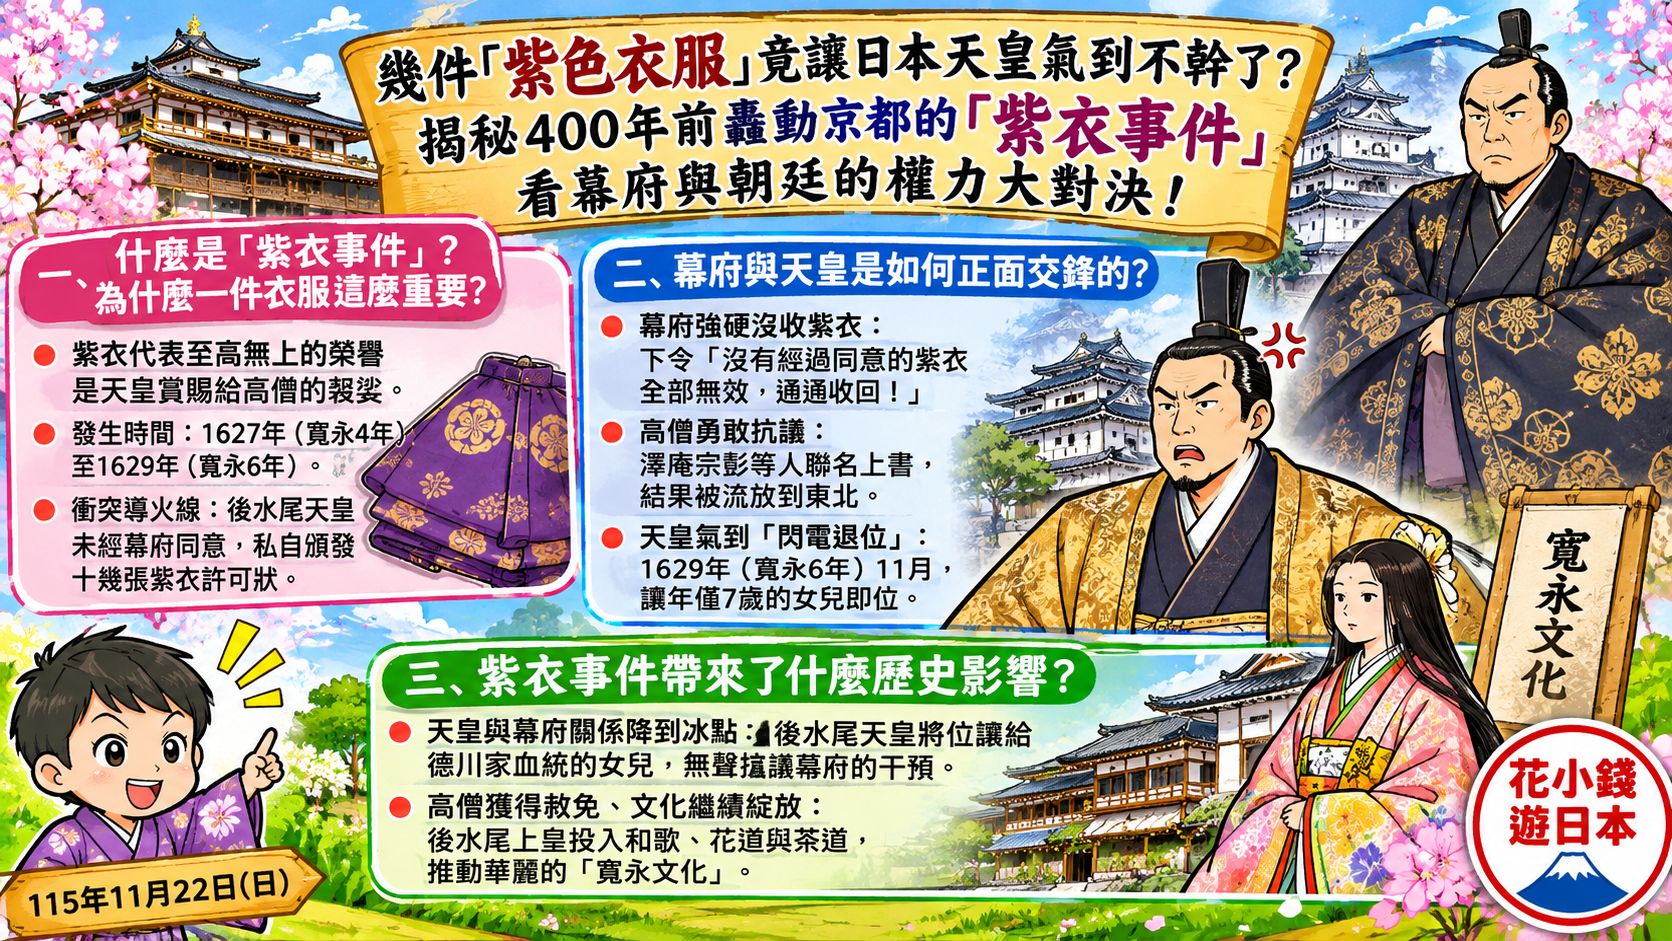 幾件「紫色衣服」竟讓日本天皇氣到不幹了?
揭秘400年前轟動京都的「紫衣事件」
看幕府與朝廷的權力大對決!
一、什麼是「紫衣事件」?
為什麼一件衣服這麼重要?
紫衣代表至高無上的榮譽
是天皇賞賜給高僧的袈裟。
發生時間:1627年(寬永4年)
至1629年(寬永6年)。
衝突導火線:後水尾天皇
未經幕府同意,私自頒發
十幾張紫衣許可狀。
二、幕府與天皇是如何正面交鋒的?
幕府強硬沒收紫衣:
下令「沒有經過同意的紫衣
全部無效,通通收回!」
高僧勇敢抗議:
澤庵宗彭等人聯名上書,
結果被流放到東北。
天皇氣到「閃電退位」:
1629年(寬永6年)11月,
讓年僅7歲的女兒即位。
寬永文化
三、紫衣事件帶來了什麼歷史影響?
天皇與幕府關係降到冰點:後水尾天皇將位讓給
德川家血統的女兒,無聲抗議幕府的干預。
高僧獲得赦免、文化繼續綻放:
後水尾上皇投入和歌、花道與茶道,
推動華麗的「寬永文化」。
115年11月22日(日)
花小錢
遊日本